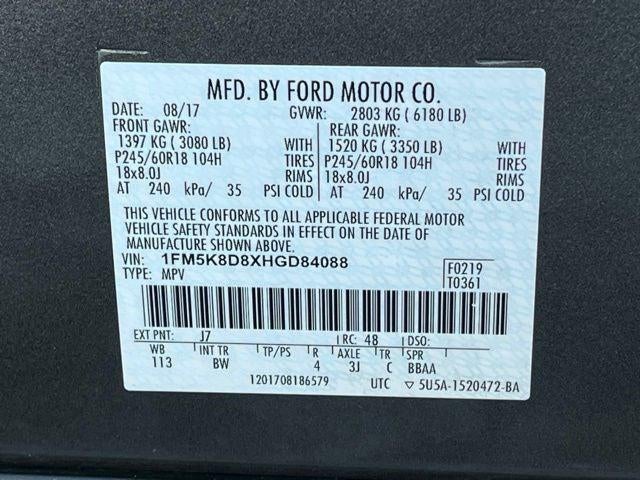 MFD. BY FORD MOTOR CO.
DATE: 08/17 GVWR: 2803 KG ( 6180 LB)
FRONT GAWR: REAR GAWR:
1397 KG ( 3080 LB) WITH 1520 KG ( 3350 LB) WITH
P245/60R18 104H TIRES P245/60R18 104H TIRES
18x8.0J RIMS 18x8.0J RIMS
AT 240 kPa/ 35 PSI COLD AT 240 kPa/ 35 PSI COLD
THIS VEHICLE CONFORMS TO ALL APPLICABLE FEDERAL MOTOR
VEHICLE SAFETY STANDARDS IN EFFECT ON THE DATE OF
MANUFACTURE SHOWN ABOVE.
VIN: 1FM5K8D8XHGD84088 F0219
TYPE: MPV T0361
EXT PNT: J7 RC: 48 DSO:
WB INT TR TP/PS R AXLE TR SPR
113 BW 4 3J C BBAA
1201708186579 UTC ▽ 5U5A-1520472-BA